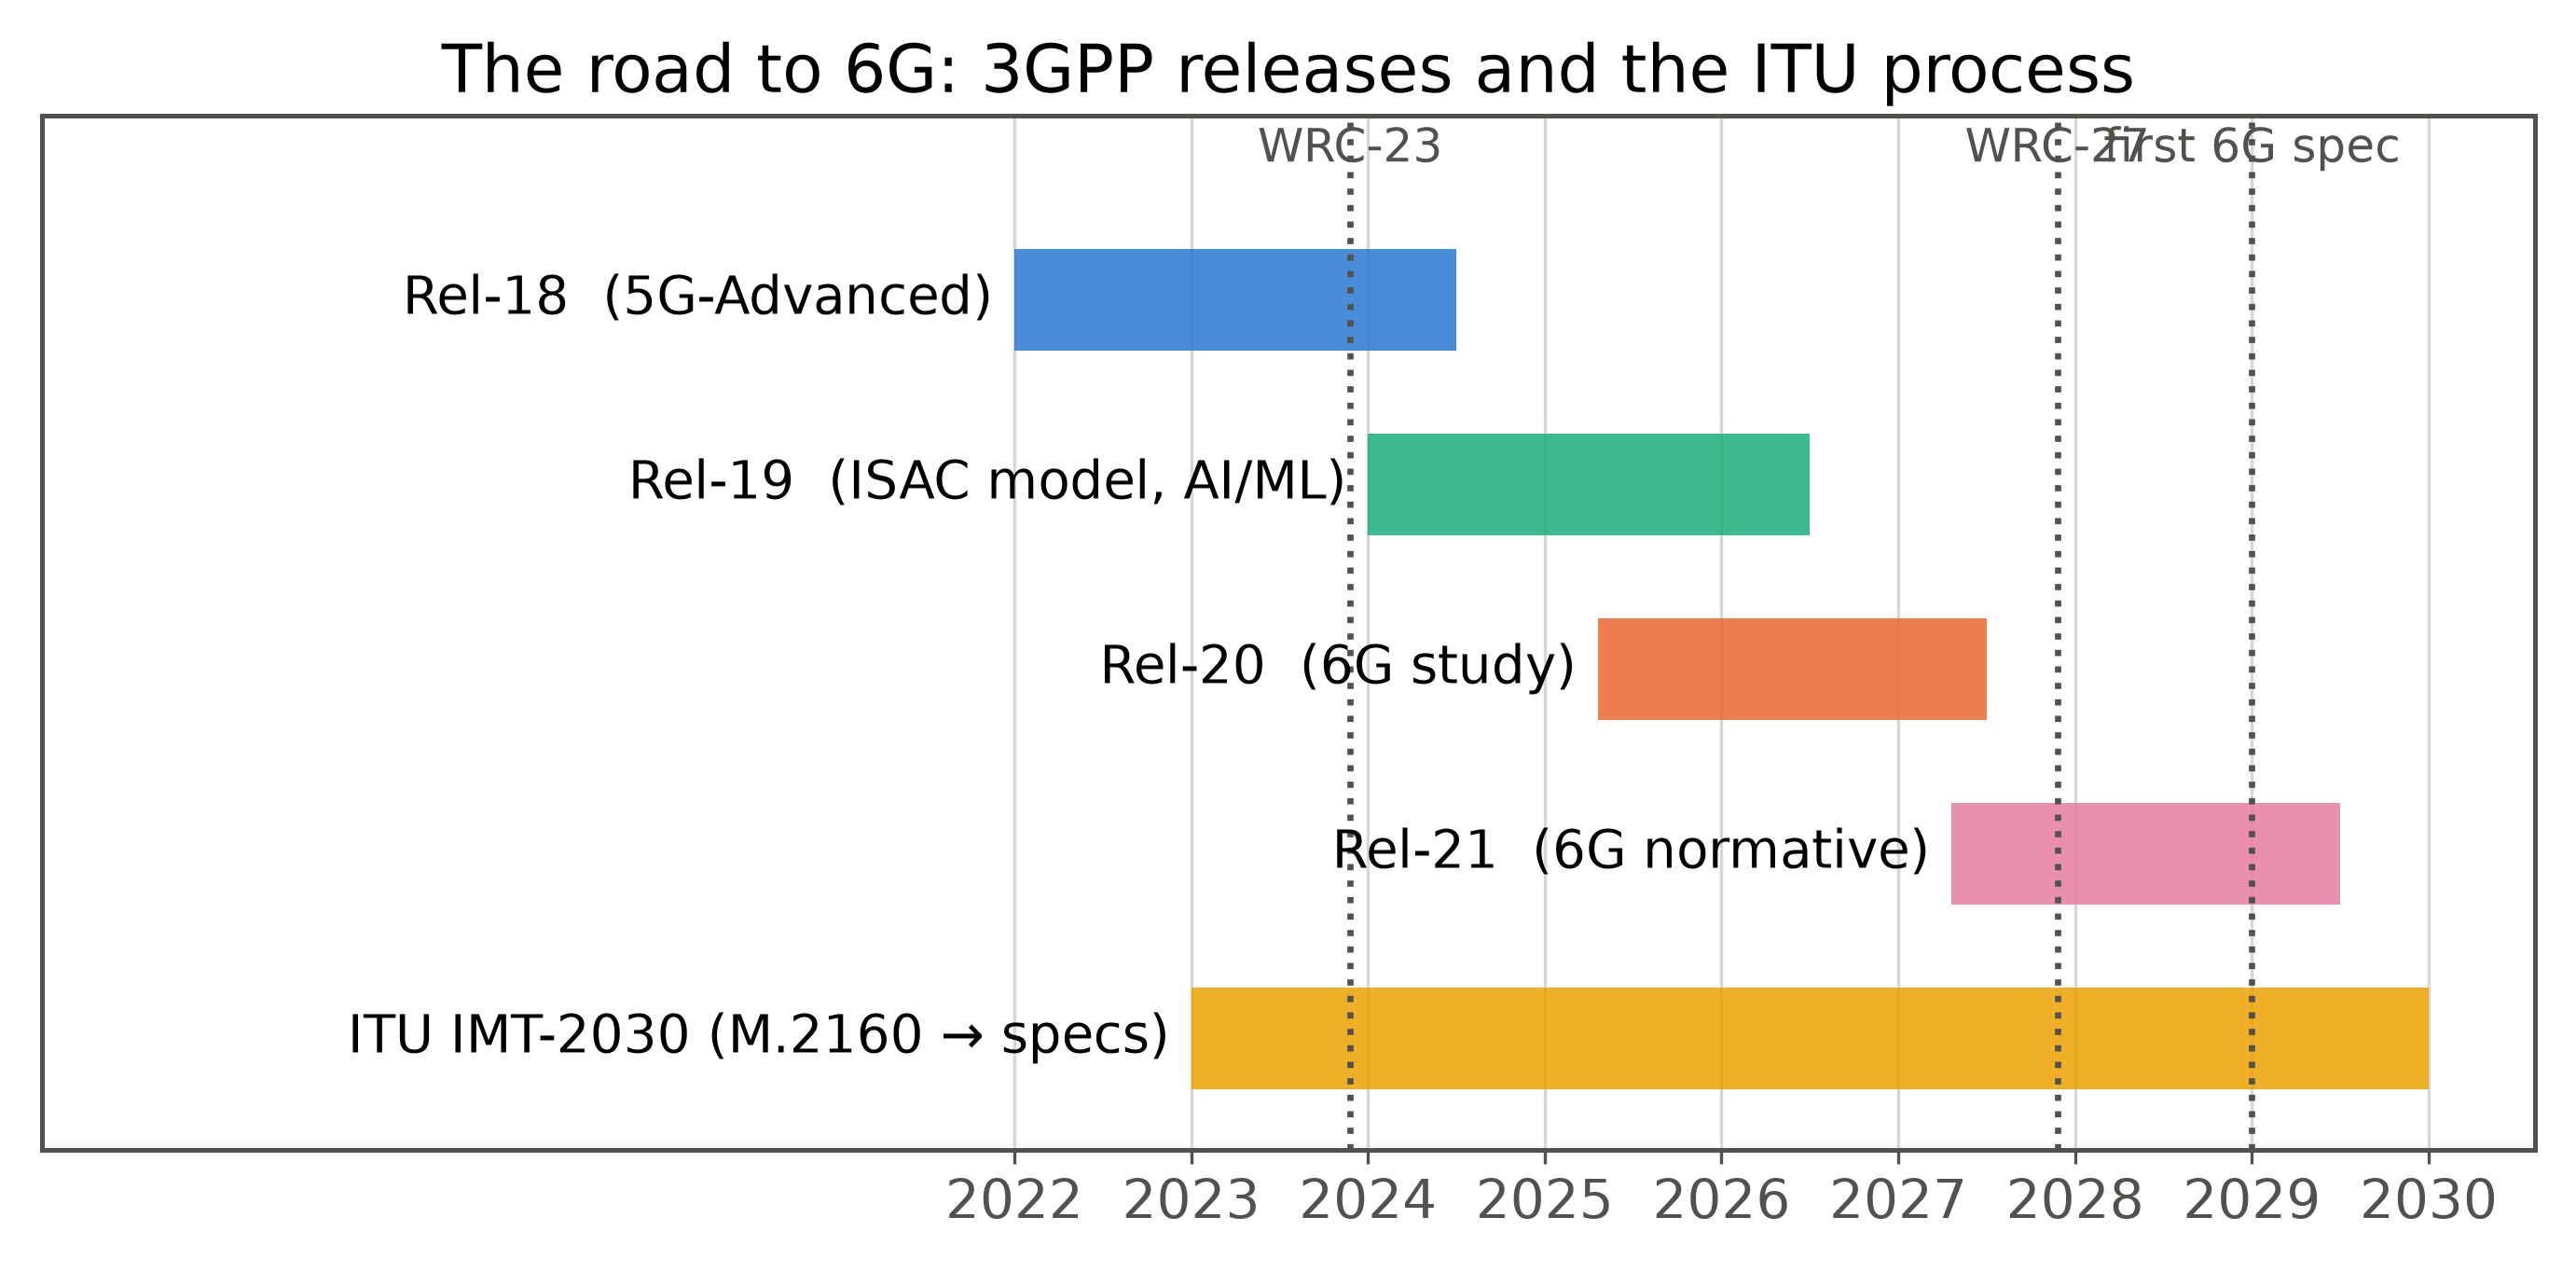 The road to 6G: 3GPP releases and the ITU process
WRC-23
WRC-27
first 6G spec
Rel-18 (5G-Advanced)
Rel-19 (ISAC model, AI/ML)
Rel-20 (6G study)
Rel-21 (6G normative)
ITU IMT-2030 (M.2160 → specs)
2022 2023 2024 2025 2026 2027 2028 2029 2030